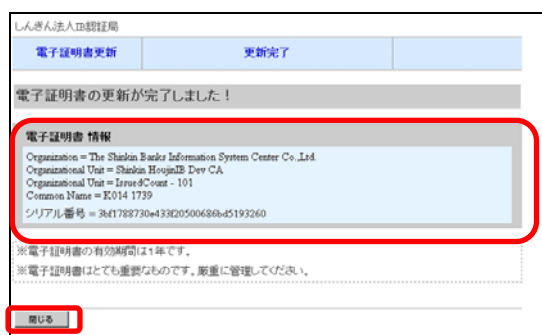 しんきん法人IB認証局
電子証明書更新 更新完了
電子証明書の更新が完了しました！
電子証明書 情報
Organization = The Shinkin Banks Information System Center Co.,Ltd.
Organizational Unit = Shinkin HoujinIB Dev CA
Organizational Unit = IssuedCount - 101
Common Name = K014 1739
シリアル番号 = 3bf1788730e433f20500686bd5193260
※電子証明書の有効期間は1年です。
※電子証明書はとても重要なものです。厳重に管理してください。
閉じる